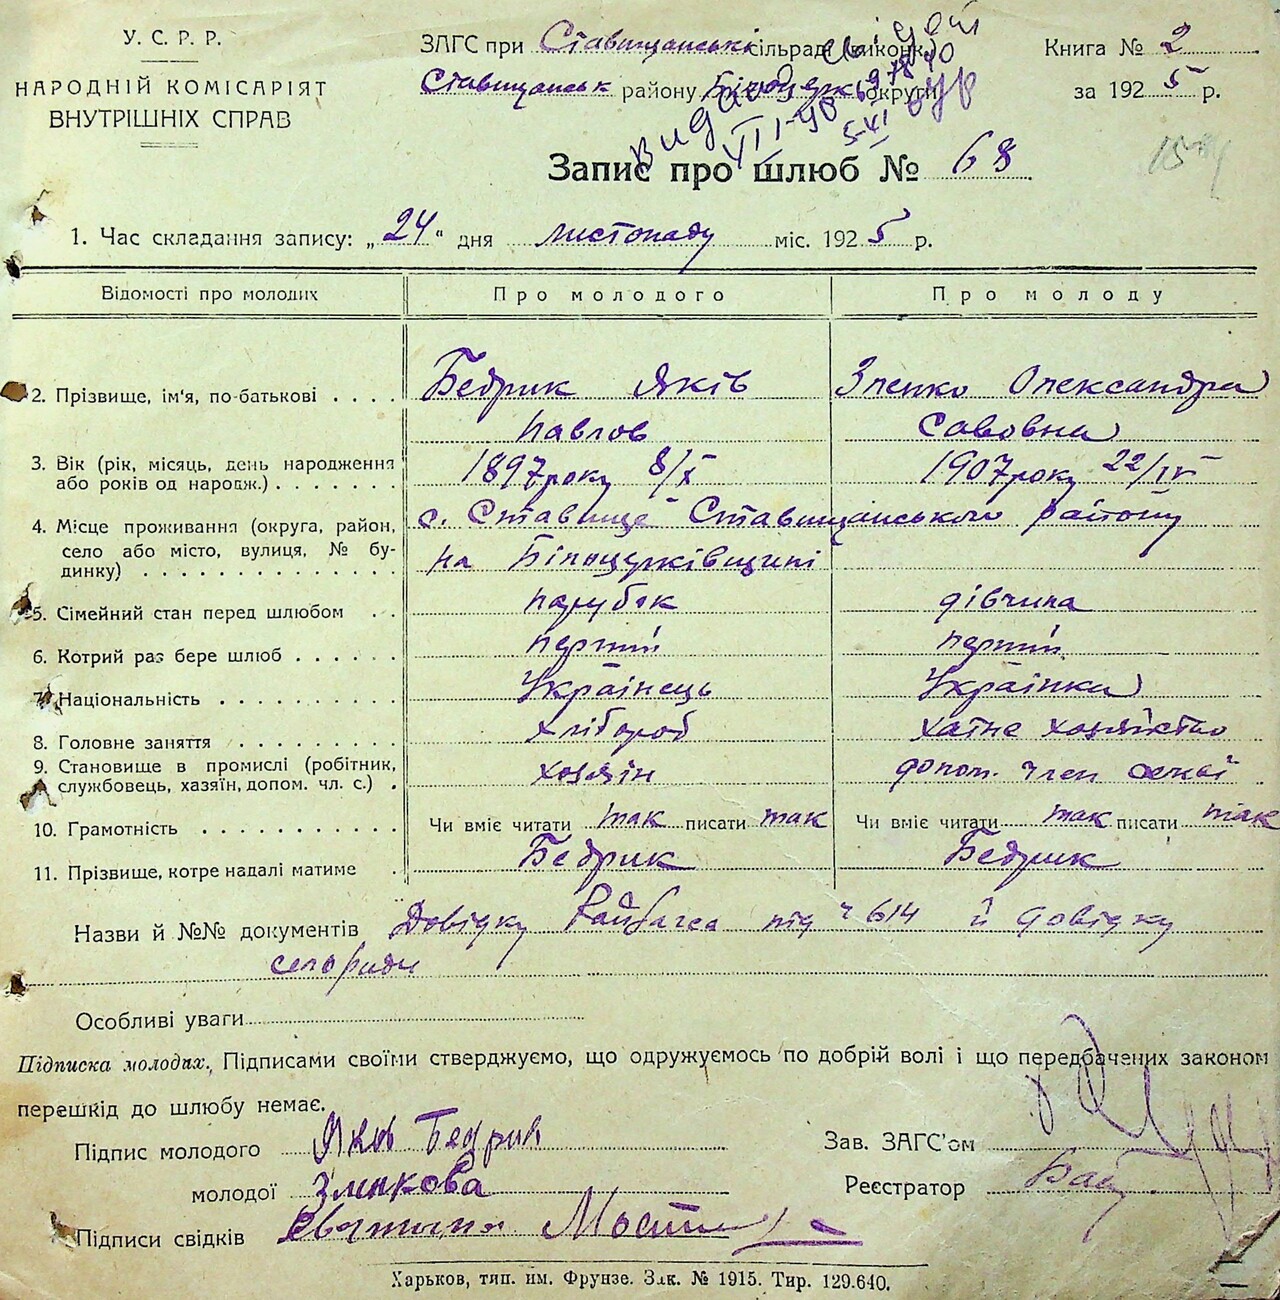 У. С. Р. Р.
НАРОДНІЙ КОМІСАРІЯТ
ВНУТРІШНІХ СПРАВ
ЗАГС при Ставищанські сільраді (виконк.)
Ставищанськ району Білоцерк округи
Книга № 2
за 1925 р.
видано
Запис про шлюб № 68
1. Час складання запису: „24“ дня листопаду міс. 1925 р.
Відомості про молодих Про молодого Про молоду
2. Прізвище, ім'я, по-батькові . . . . Бедрик Яків Зленко Олександра
Павлов Савовна
3. Вік (рік, місяць, день народження 1897 року 8/X 1907 року 22/IV
або років од народж.) . . . . . . .
4. Місце проживання (округа, район, с. Ставище Ставищанського району
село або місто, вулиця, № бу-
динку) . . . . . . . . . . . . . на Білоцерківщині
5. Сімейний стан перед шлюбом . . парубок дівчина
6. Котрий раз бере шлюб . . . . . . перший перший
7. Національність . . . . . . . . . . Українець Українка
8. Головне заняття . . . . . . . . . хлібороб хатне хозяйство
9. Становище в промислі (робітник, хозяїн допом. член семьї
службовець, хазяїн, допом. чл. с.) .
10. Грамотність . . . . . . . . . . . Чи вміє читати так писати так Чи вміє читати так писати так
11. Прізвище, котре надалі матиме . Бедрик Бедрик
Назви й №№ документів Довідку Райзагса під ч 614 й довідку
сельради
Особливі уваги
Підписка молодих. Підписами своїми стверджуємо, що одружуємось по добрій волі і що передбачених законом
перешкід до шлюбу немає.
Підпис молодого Яков Бедрик
Зав. ЗАГС'ом
молодої Зленкова
Реєстратор
Підписи свідків
Харьков, тип. им. Фрунзе. Зак. № 1915. Тир. 129.640.